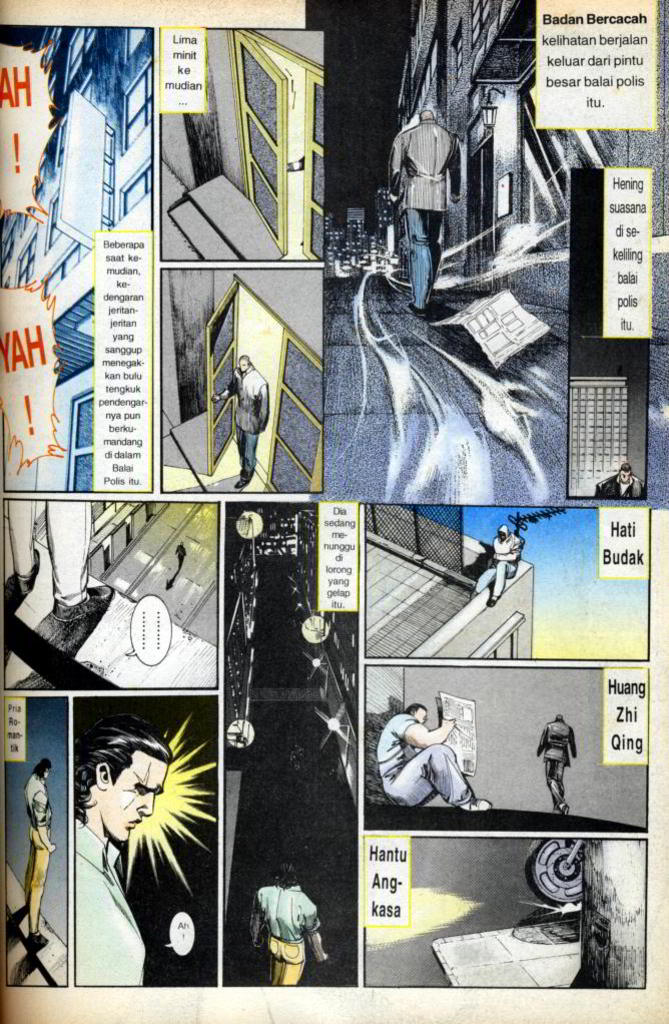 AH
!
YAH
!
Beberapa
saat ke-
mudian,
ke-
dengaran
jeritan-
jeritan
yang
sanggup
menegak-
kan bulu
tengkuk
pendengar-
nya pun
berku-
mandang
di dalam
Balai
Polis itu.
Lima
minit
ke
mudian
...
Badan Bercacah
kelihatan berjalan
keluar dari pintu
besar balai polis
itu.
Hening
suasana
di se-
keliling
balai
polis
itu.
Dia
sedang
me-
nunggu
di
lorong
yang
gelap
itu.
Hati
Budak
Huang
Zhi
Qing
Hantu
Ang-
kasa
Pria
Ro-
man-
tik
Ah
!